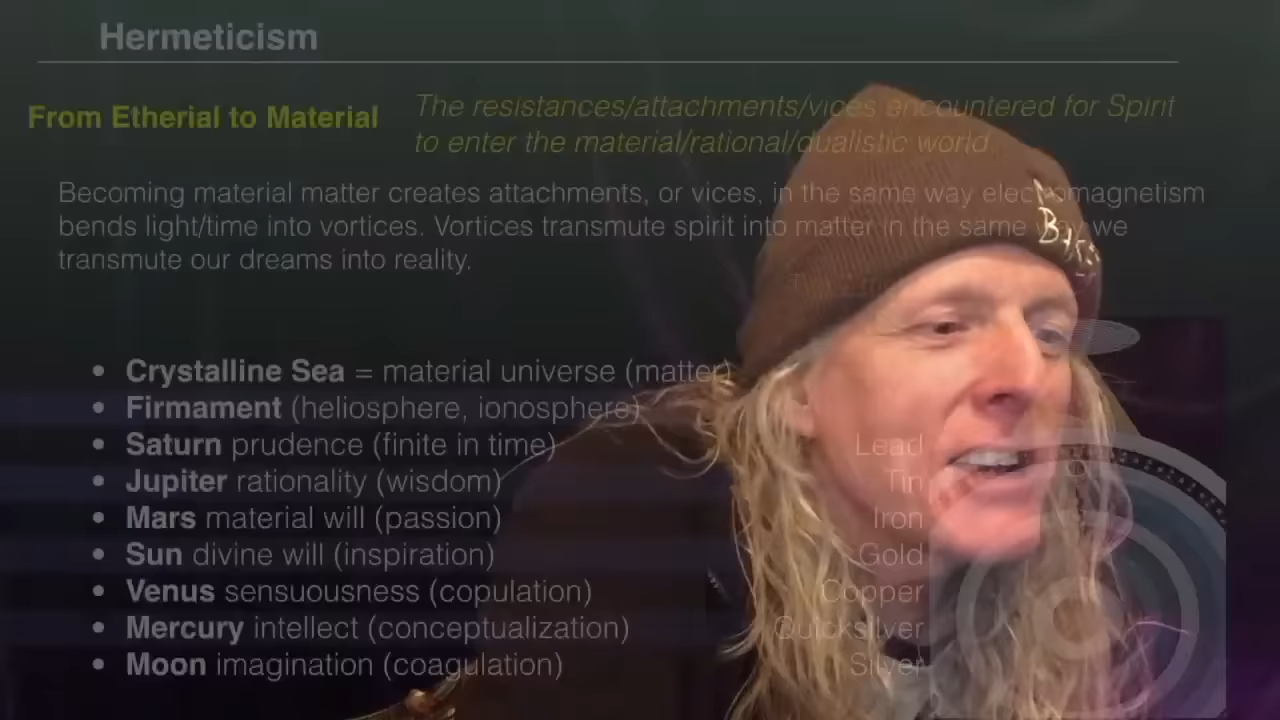 Hermeticism
From Etherial to Material
The resistances/attachments/vices encountered for Spirit
to enter the material/rational/dualistic world
Becoming material matter creates attachments, or vices, in the same way electromagnetism
bends light/time into vortices. Vortices transmute spirit into matter in the same way we
transmute our dreams into reality.
• Crystalline Sea = material universe (matter)
• Firmament (heliosphere, ionosphere)
• Saturn prudence (finite in time) Lead
• Jupiter rationality (wisdom) Tin
• Mars material will (passion) Iron
• Sun divine will (inspiration) Gold
• Venus sensuousness (copulation) Copper
• Mercury intellect (conceptualization) Quicksilver
• Moon imagination (coagulation) Silver